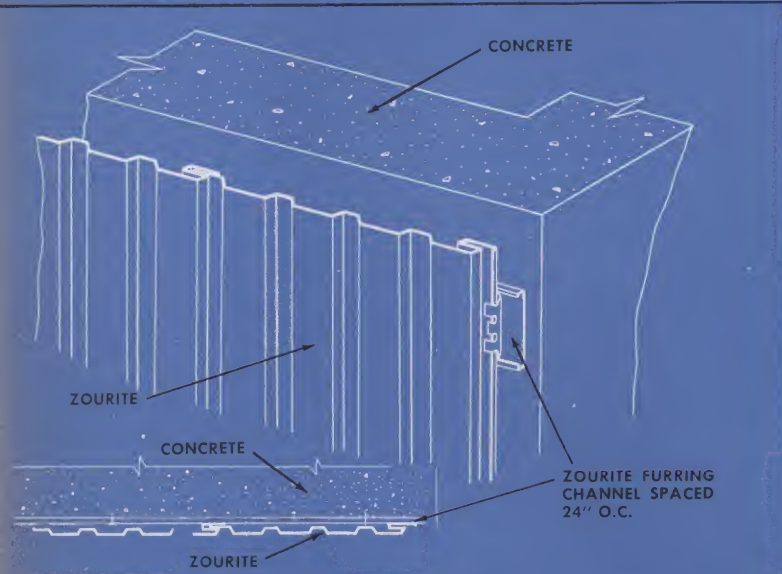 CONCRETE
ZOURITE
CONCRETE
ZOURITE FURRING
CHANNEL SPACED
24" O.C.
ZOURITE